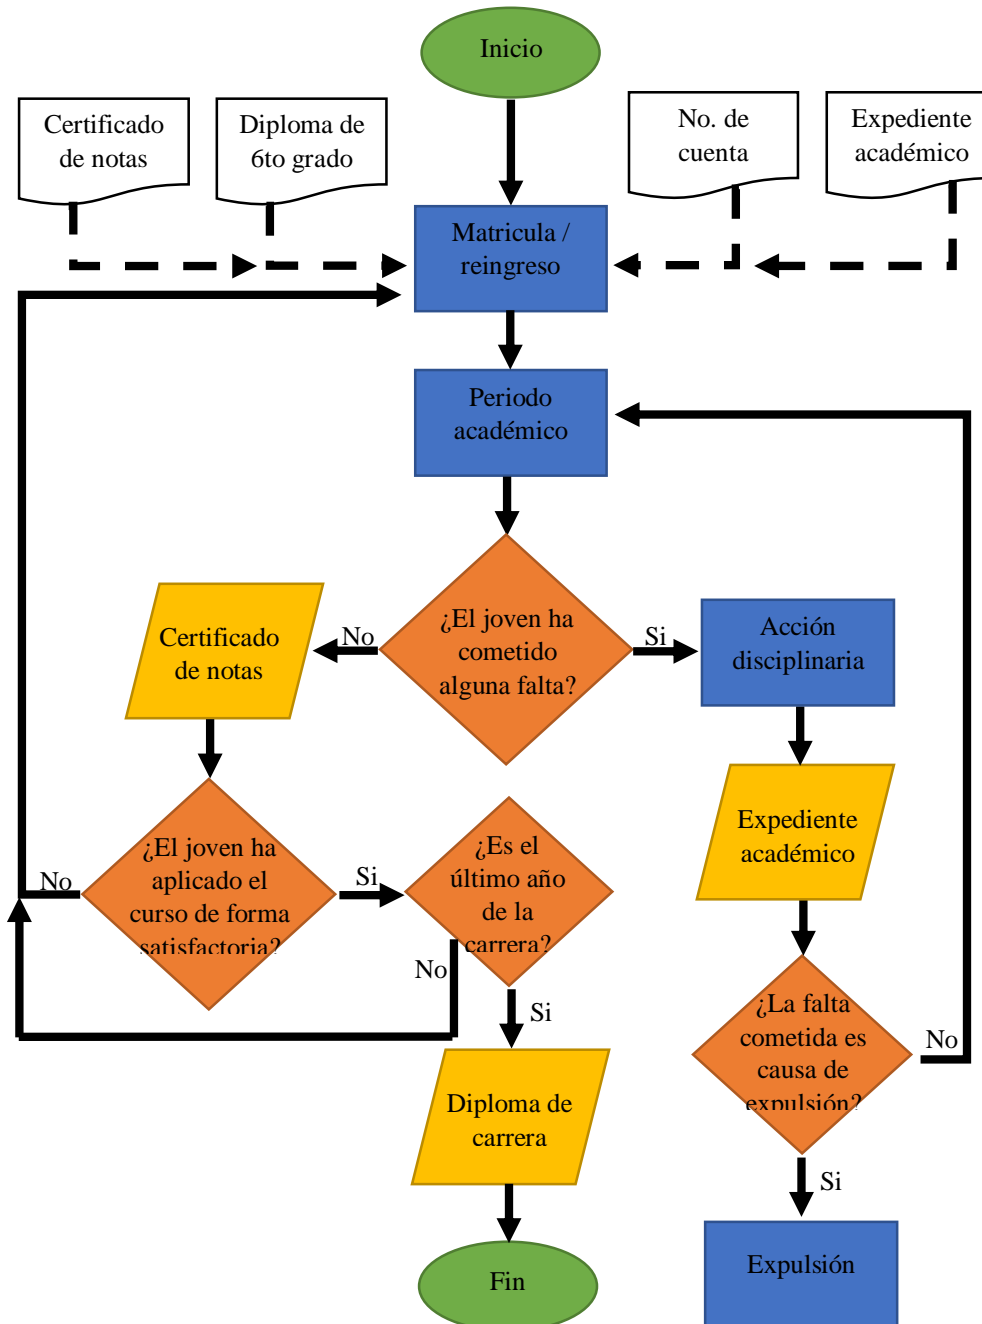 Inicio
Certificado
de notas
Diploma de
6to grado
No. de
cuenta
Expediente
académico
Matricula /
reingreso
Periodo
académico
¿El joven ha
cometido
alguna falta?
No
Si
Certificado
de notas
Acción
disciplinaria
Expediente
académico
¿El joven ha
aplicado el
curso de forma
satisfactoria?
No
Si
¿Es el
último año
de la
carrera?
No
Si
¿La falta
cometida es
causa de
expulsión?
No
Si
Diploma de
carrera
Fin
Expulsión